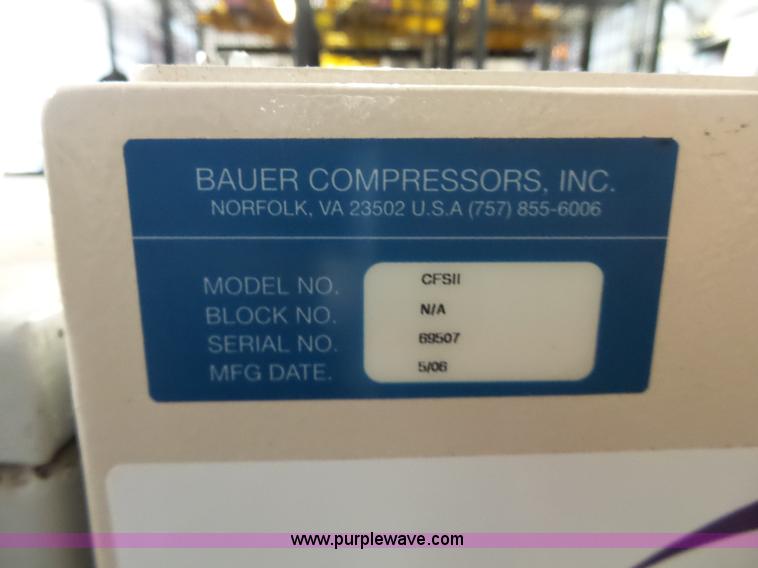 BAUER COMPRESSORS, INC.
NORFOLK, VA 23502 U.S.A (757) 855-6006
MODEL NO. CFSII
BLOCK NO. N/A
SERIAL NO. 69507
MFG DATE. 5/06
www.purplewave.com